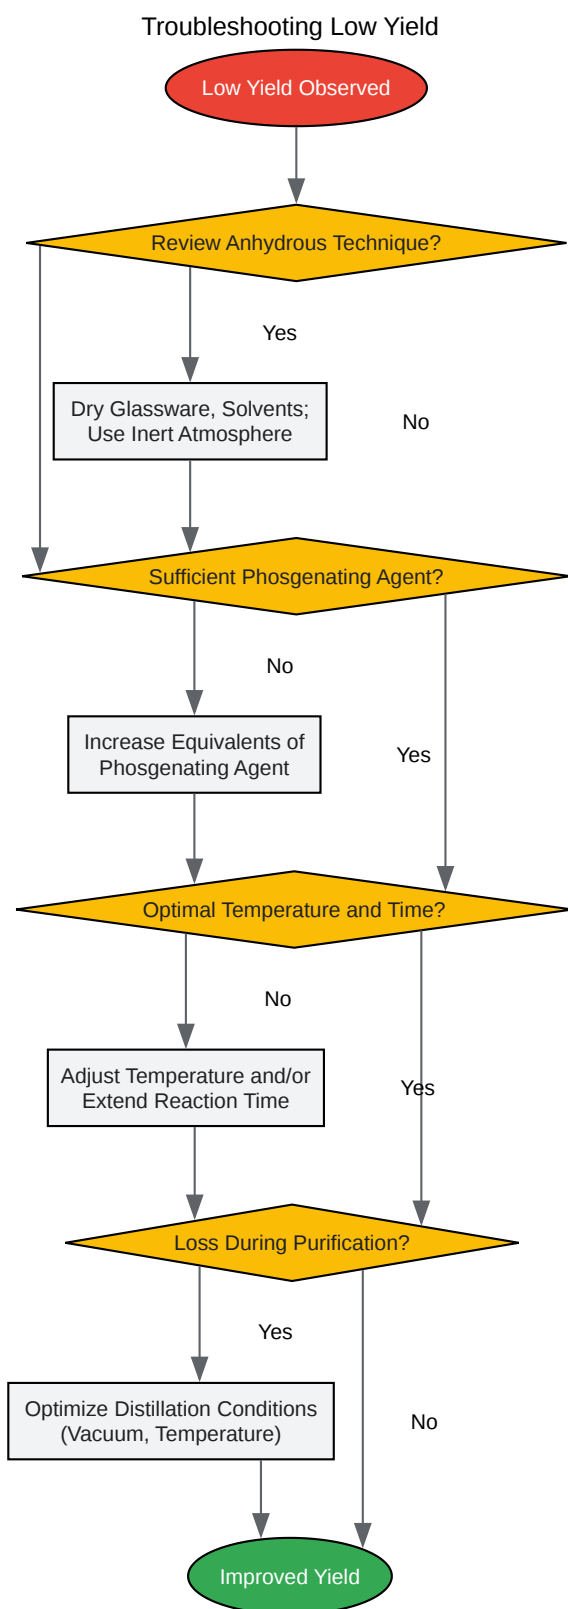 Troubleshooting Low Yield
Low Yield Observed
Review Anhydrous Technique?
Yes
Dry Glassware, Solvents;
Use Inert Atmosphere
No
Sufficient Phosgenating Agent?
No
Increase Equivalents of
Phosgenating Agent
Yes
Optimal Temperature and Time?
No
Adjust Temperature and/or
Extend Reaction Time
Yes
Loss During Purification?
Yes
Optimize Distillation Conditions
(Vacuum, Temperature)
No
Improved Yield